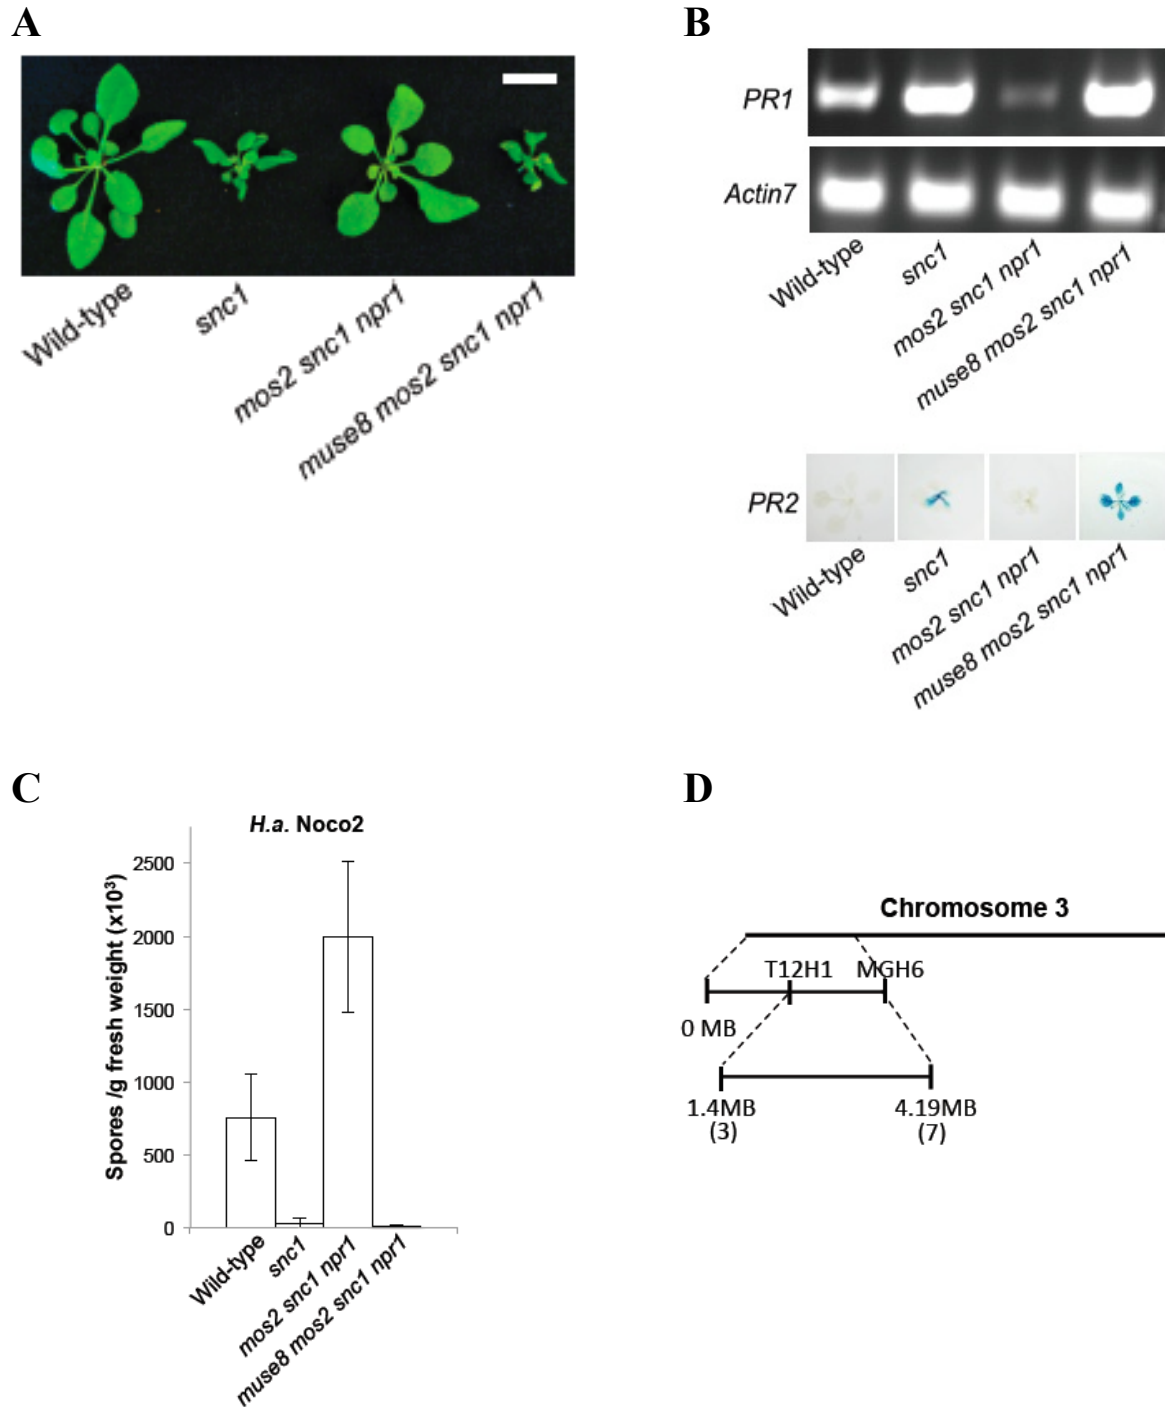 A
Wild-type
snc1
mos2 snc1 npr1
muse8 mos2 snc1 npr1
B
PR1
Actin7
Wild-type
snc1
mos2 snc1 npr1
muse8 mos2 snc1 npr1
PR2
Wild-type
snc1
mos2 snc1 npr1
muse8 mos2 snc1 npr1
C
H.a. Noco2
Spores /g fresh weight (x10³)
2500
2000
1500
1000
500
0
Wild-type
snc1
mos2 snc1 npr1
muse8 mos2 snc1 npr1
D
Chromosome 3
T12H1 MGH6
0 MB
1.4MB 4.19MB
(3) (7)